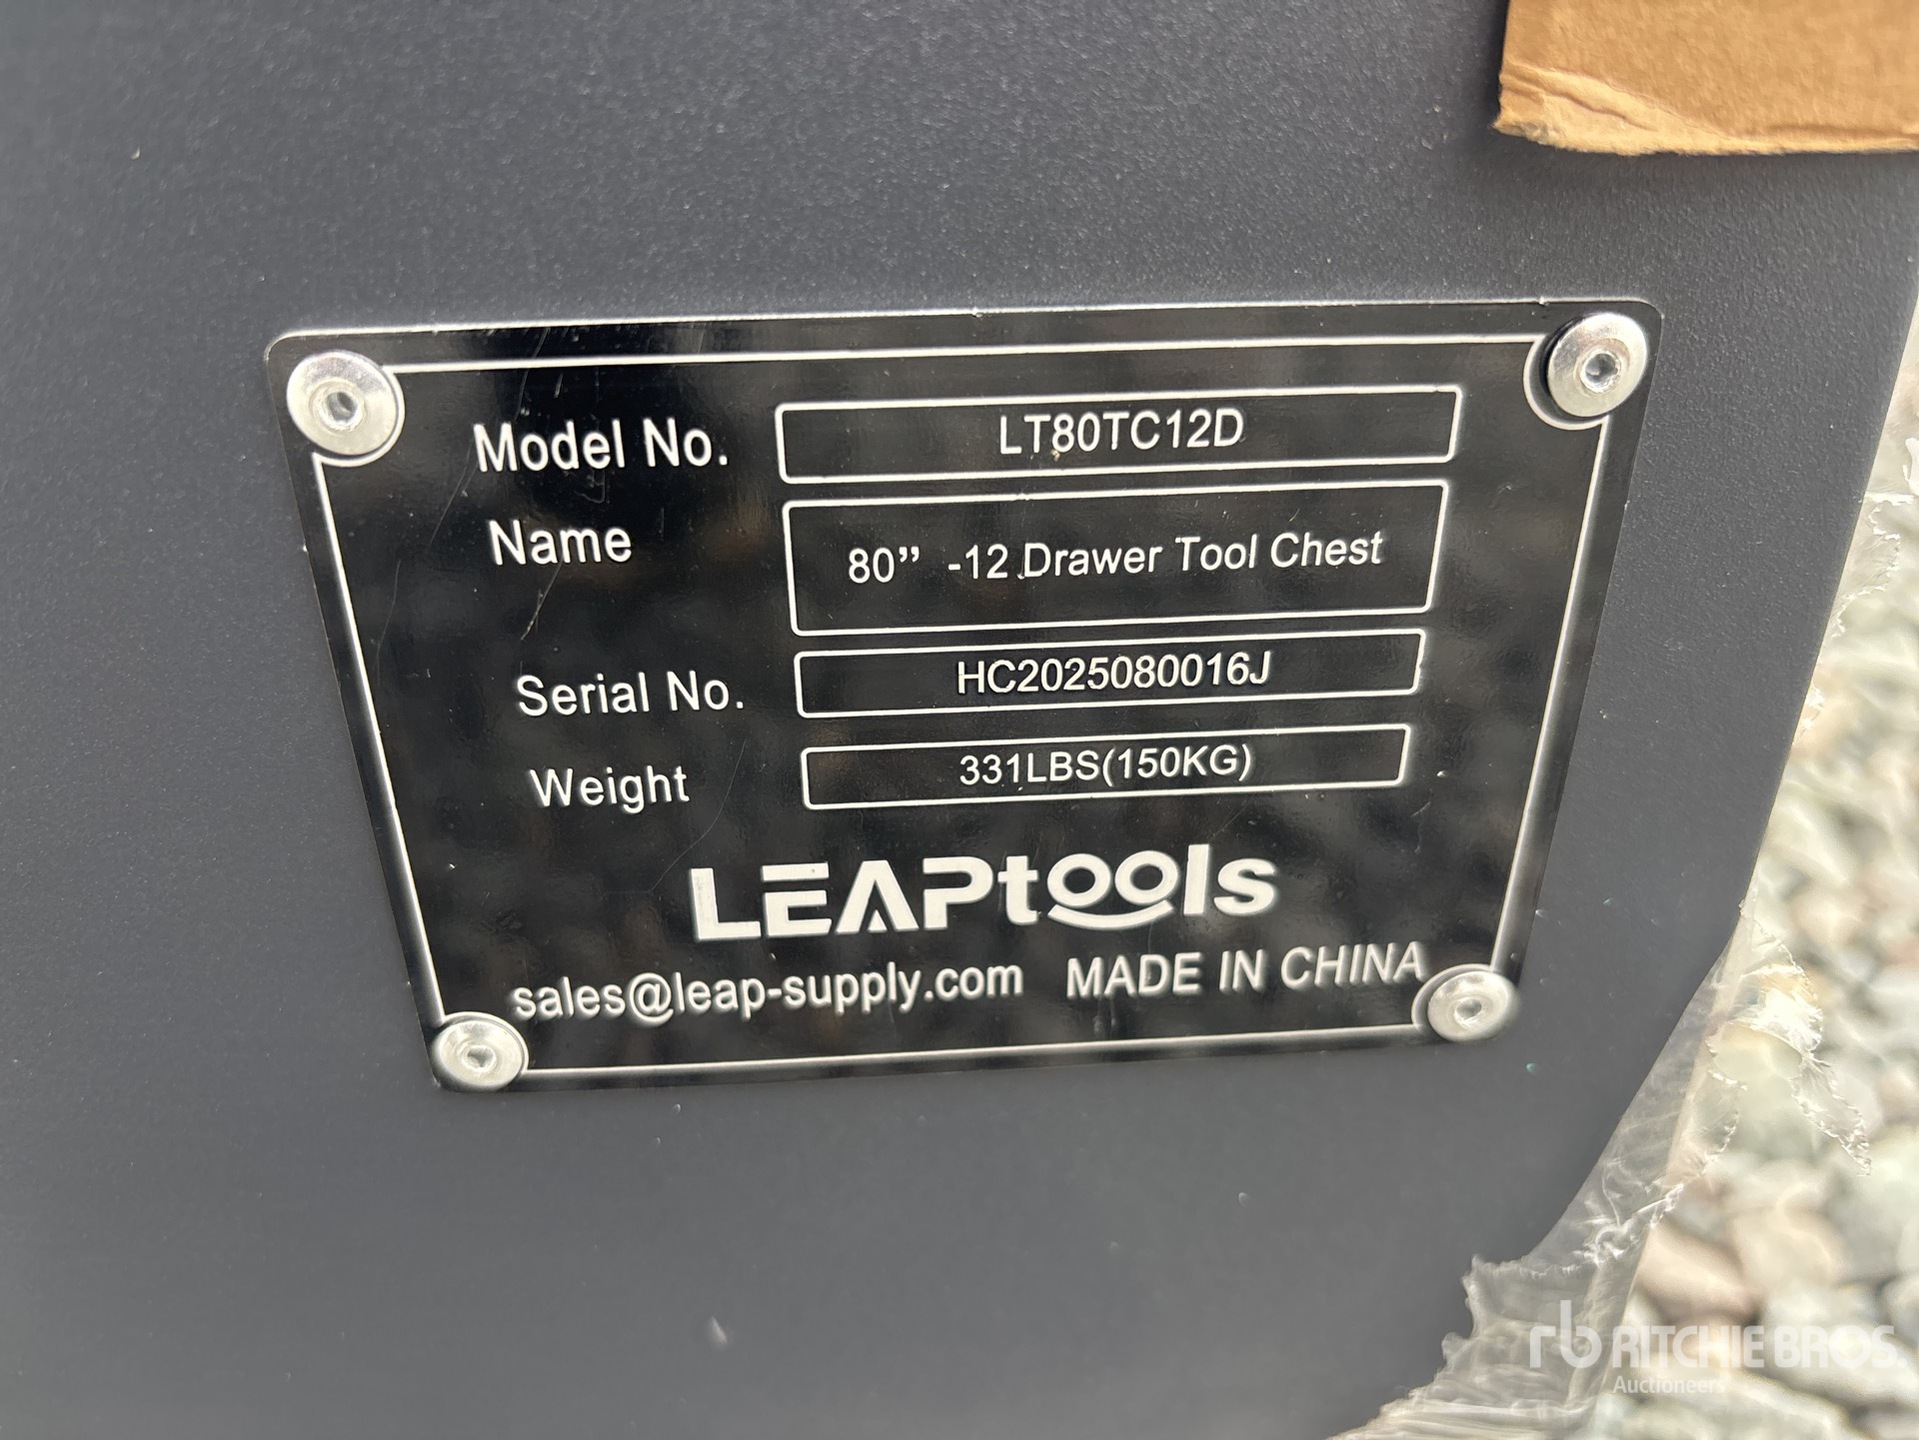 Model No. LT80TC12D
Name 80” -12 Drawer Tool Chest
Serial No. HC2025080016J
Weight 331LBS(150KG)
LEAPtools
sales@leap-supply.com MADE IN CHINA
rb RITCHIE BROS.
Auctioneers